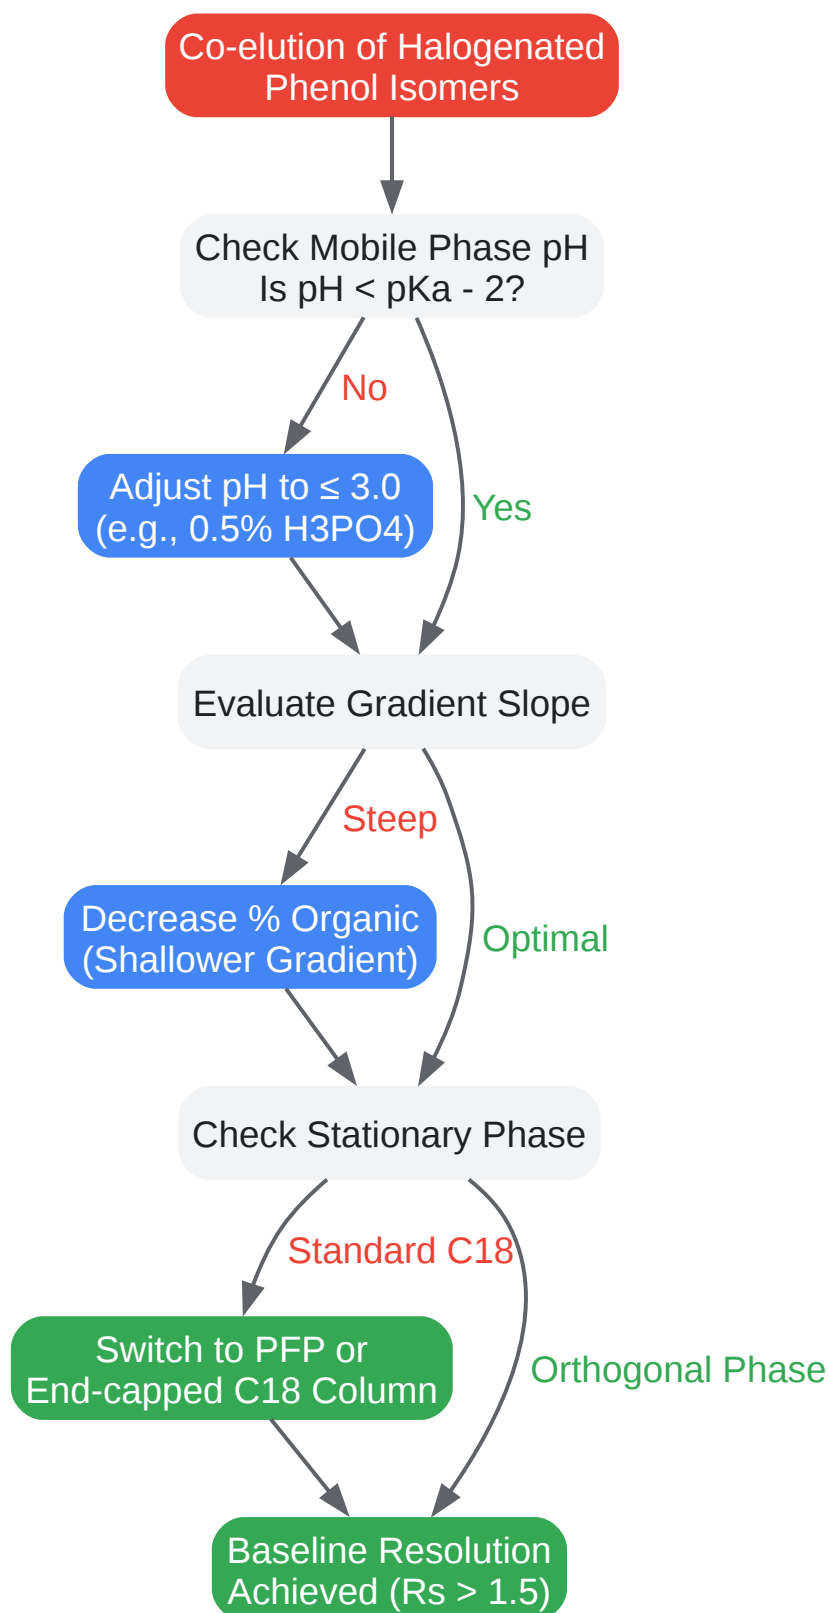 Co-elution of Halogenated
Phenol Isomers
Check Mobile Phase pH
Is pH < pKa - 2?
No
Adjust pH to ≤ 3.0
(e.g., 0.5% H3PO4)
Yes
Evaluate Gradient Slope
Steep
Decrease % Organic
(Shallower Gradient)
Optimal
Check Stationary Phase
Standard C18
Switch to PFP or
End-capped C18 Column
Orthogonal Phase
Baseline Resolution
Achieved (Rs > 1.5)